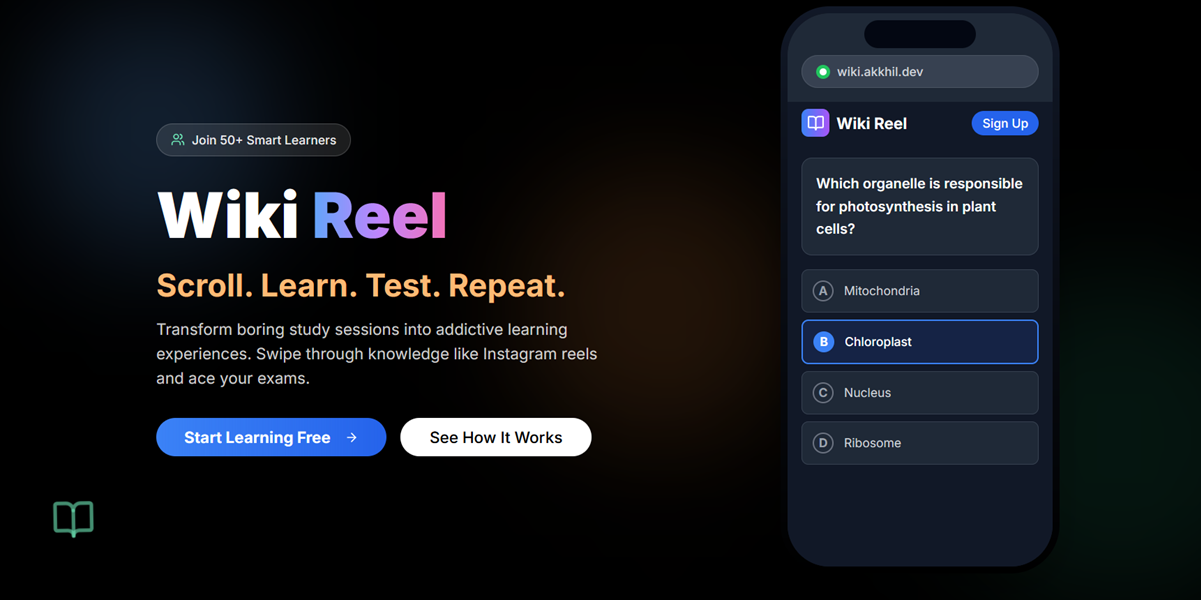 Join 50+ Smart Learners
Wiki Reel
Scroll. Learn. Test. Repeat.
Transform boring study sessions into addictive learning
experiences. Swipe through knowledge like Instagram reels
and ace your exams.
Start Learning Free →
See How It Works
wiki.akkhil.dev
Wiki Reel
Sign Up
Which organelle is responsible
for photosynthesis in plant
cells?
A Mitochondria
B Chloroplast
C Nucleus
D Ribosome